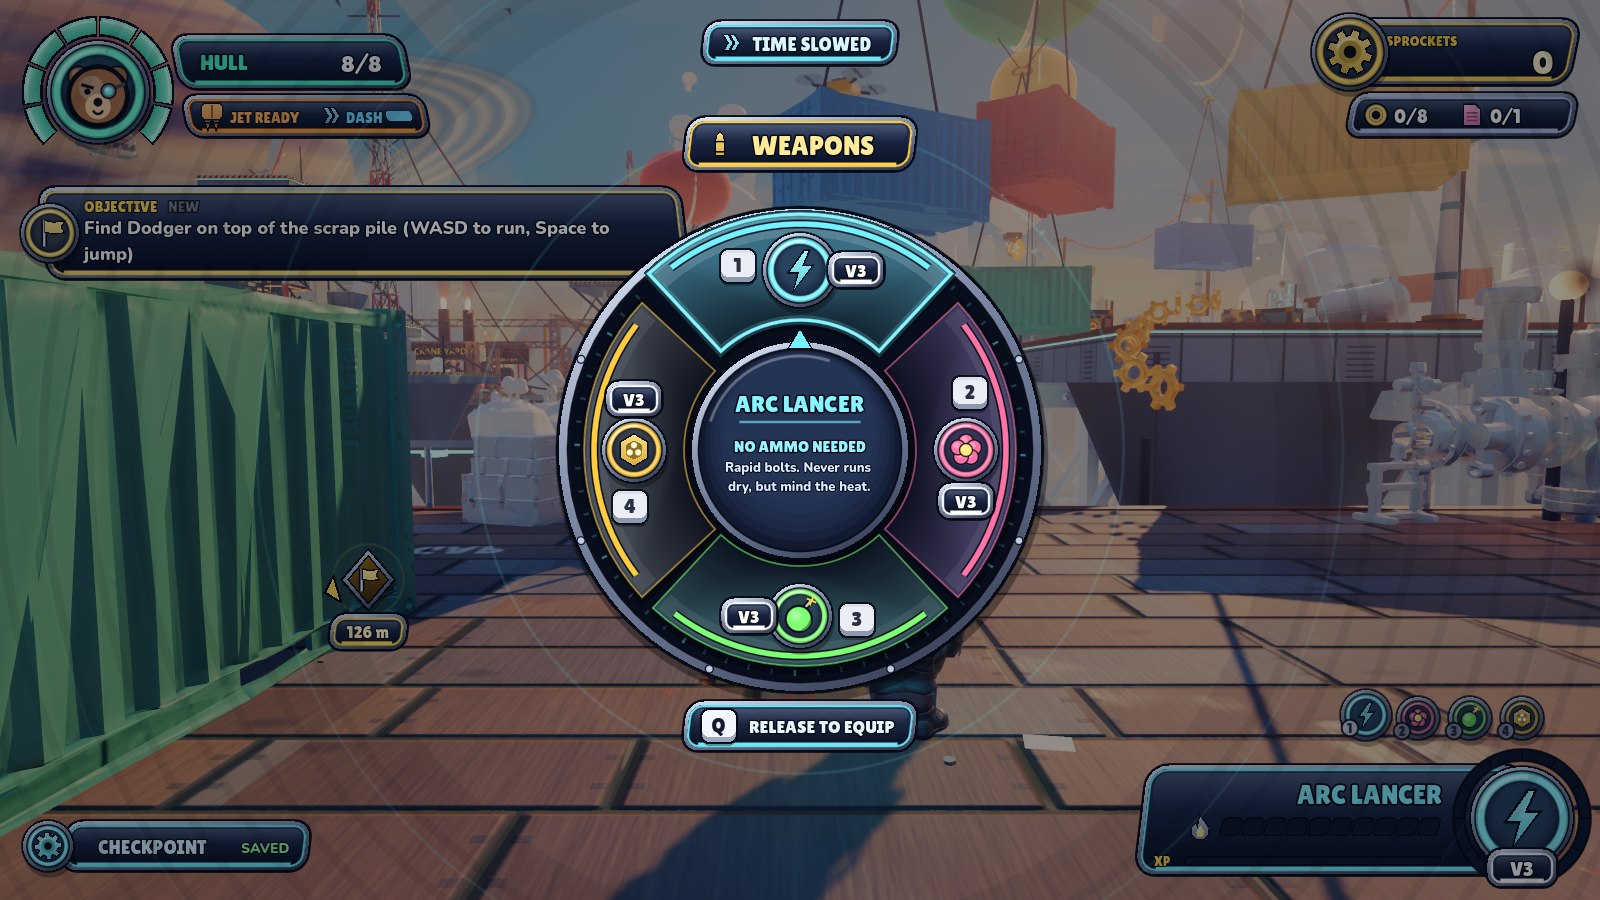 TIME SLOWED
HULL 8/8
JET READY DASH
SPROCKETS
0
0/8 0/1
WEAPONS
OBJECTIVE NEW
Find Dodger on top of the scrap pile (WASD to run, Space to
jump)
1 V3
2
V3
V3
4
V3 3
ARC LANCER
NO AMMO NEEDED
Rapid bolts. Never runs
dry, but mind the heat.
CRANE YARD
126 m
Q RELEASE TO EQUIP
1 2 3 4
ARC LANCER
XP
V3
CHECKPOINT SAVED